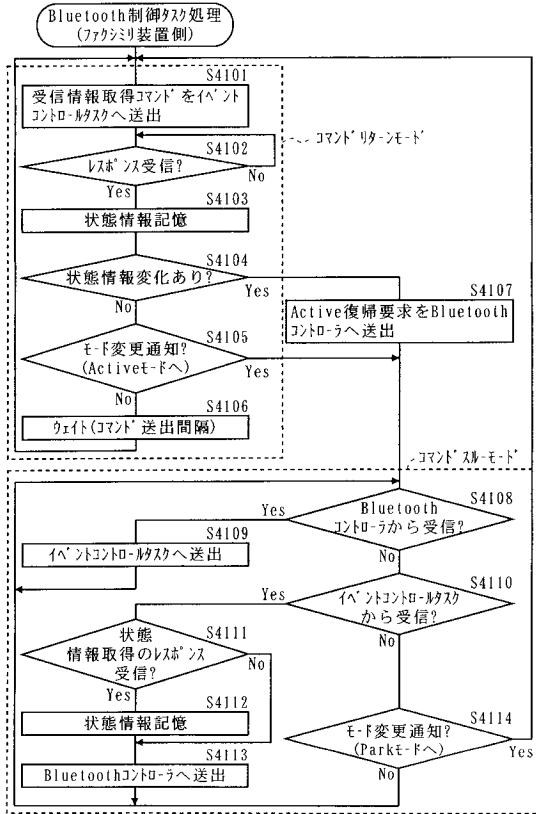 Bluetooth制御ﾀｽｸ処理
(ﾌｧｸｼﾐﾘ装置側)
S4101
受信情報取得ｺﾏﾝﾄﾞをｲﾍﾞﾝﾄ
ｺﾝﾄﾛｰﾙﾀｽｸへ送出
ｺﾏﾝﾄﾞﾘﾀｰﾝﾓｰﾄﾞ
S4102
ﾚｽﾎﾟﾝｽ受信?
No
Yes
S4103
状態情報記憶
S4104
状態情報変化あり?
Yes
No
S4107
Active復帰要求をBluetooth
ｺﾝﾄﾛｰﾗへ送出
S4105
ﾓｰﾄﾞ変更通知?
(Activeﾓｰﾄﾞへ)
Yes
No
S4106
ｳｪｲﾄ(ｺﾏﾝﾄﾞ送出間隔)
ｺﾏﾝﾄﾞｽﾙｰﾓｰﾄﾞ
S4108
Yes
Bluetooth
ｺﾝﾄﾛｰﾗから受信?
No
S4109
ｲﾍﾞﾝﾄｺﾝﾄﾛｰﾙﾀｽｸへ送出
S4110
Yes
ｲﾍﾞﾝﾄｺﾝﾄﾛｰﾙﾀｽｸ
から受信?
No
S4111
状態
情報取得のﾚｽﾎﾟﾝｽ
受信?
No
Yes
S4112
状態情報記憶
S4113
Bluetoothｺﾝﾄﾛｰﾗへ送出
S4114
ﾓｰﾄﾞ変更通知?
(Parkﾓｰﾄﾞへ)
Yes
No